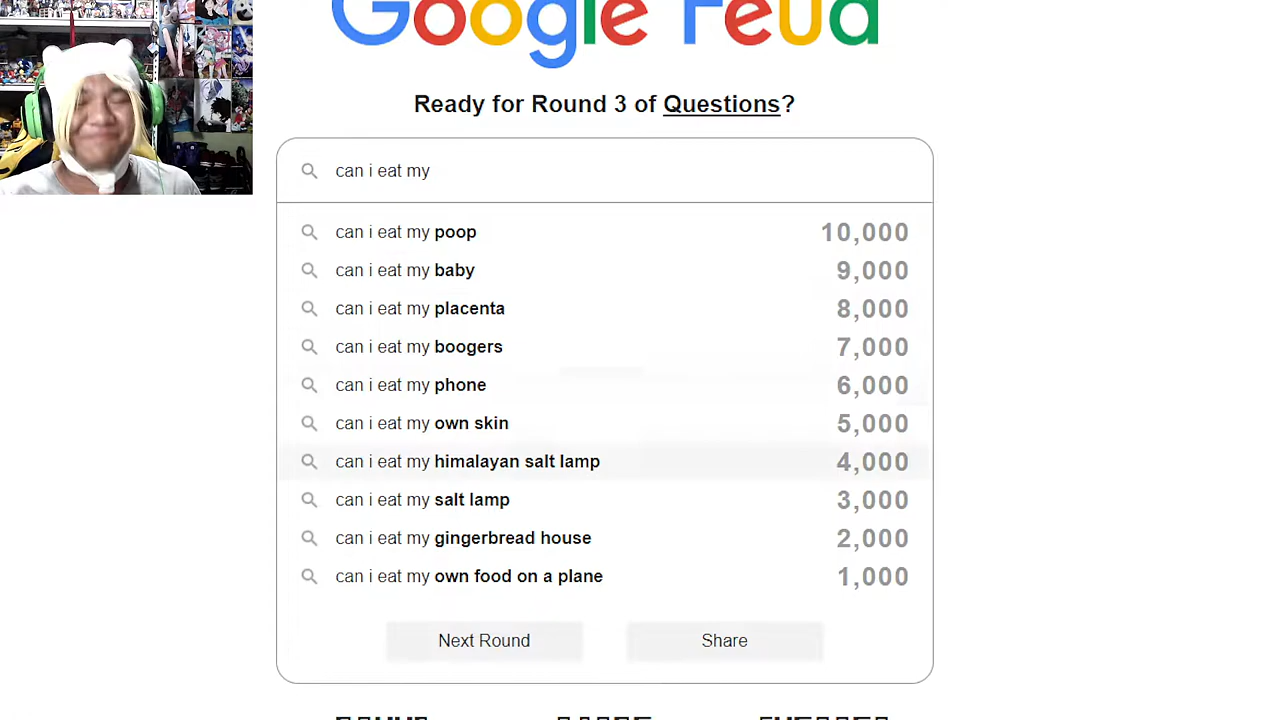 Google Feud
Ready for Round 3 of Questions?
can i eat my
can i eat my poop 10,000
can i eat my baby 9,000
can i eat my placenta 8,000
can i eat my boogers 7,000
can i eat my phone 6,000
can i eat my own skin 5,000
can i eat my himalayan salt lamp 4,000
can i eat my salt lamp 3,000
can i eat my gingerbread house 2,000
can i eat my own food on a plane 1,000
Next Round Share